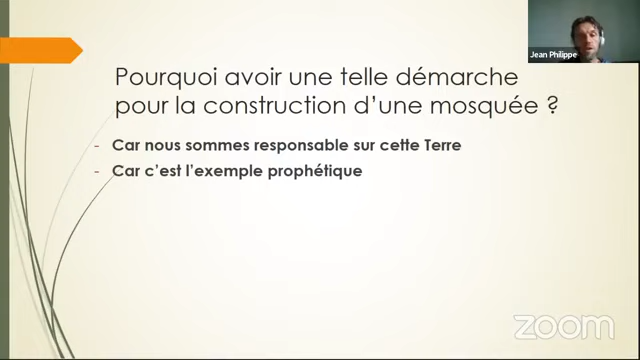 Jean Philippe
Pourquoi avoir une telle démarche
pour la construction d'une mosquée ?
- Car nous sommes responsable sur cette Terre
- Car c'est l'exemple prophétique
zoom